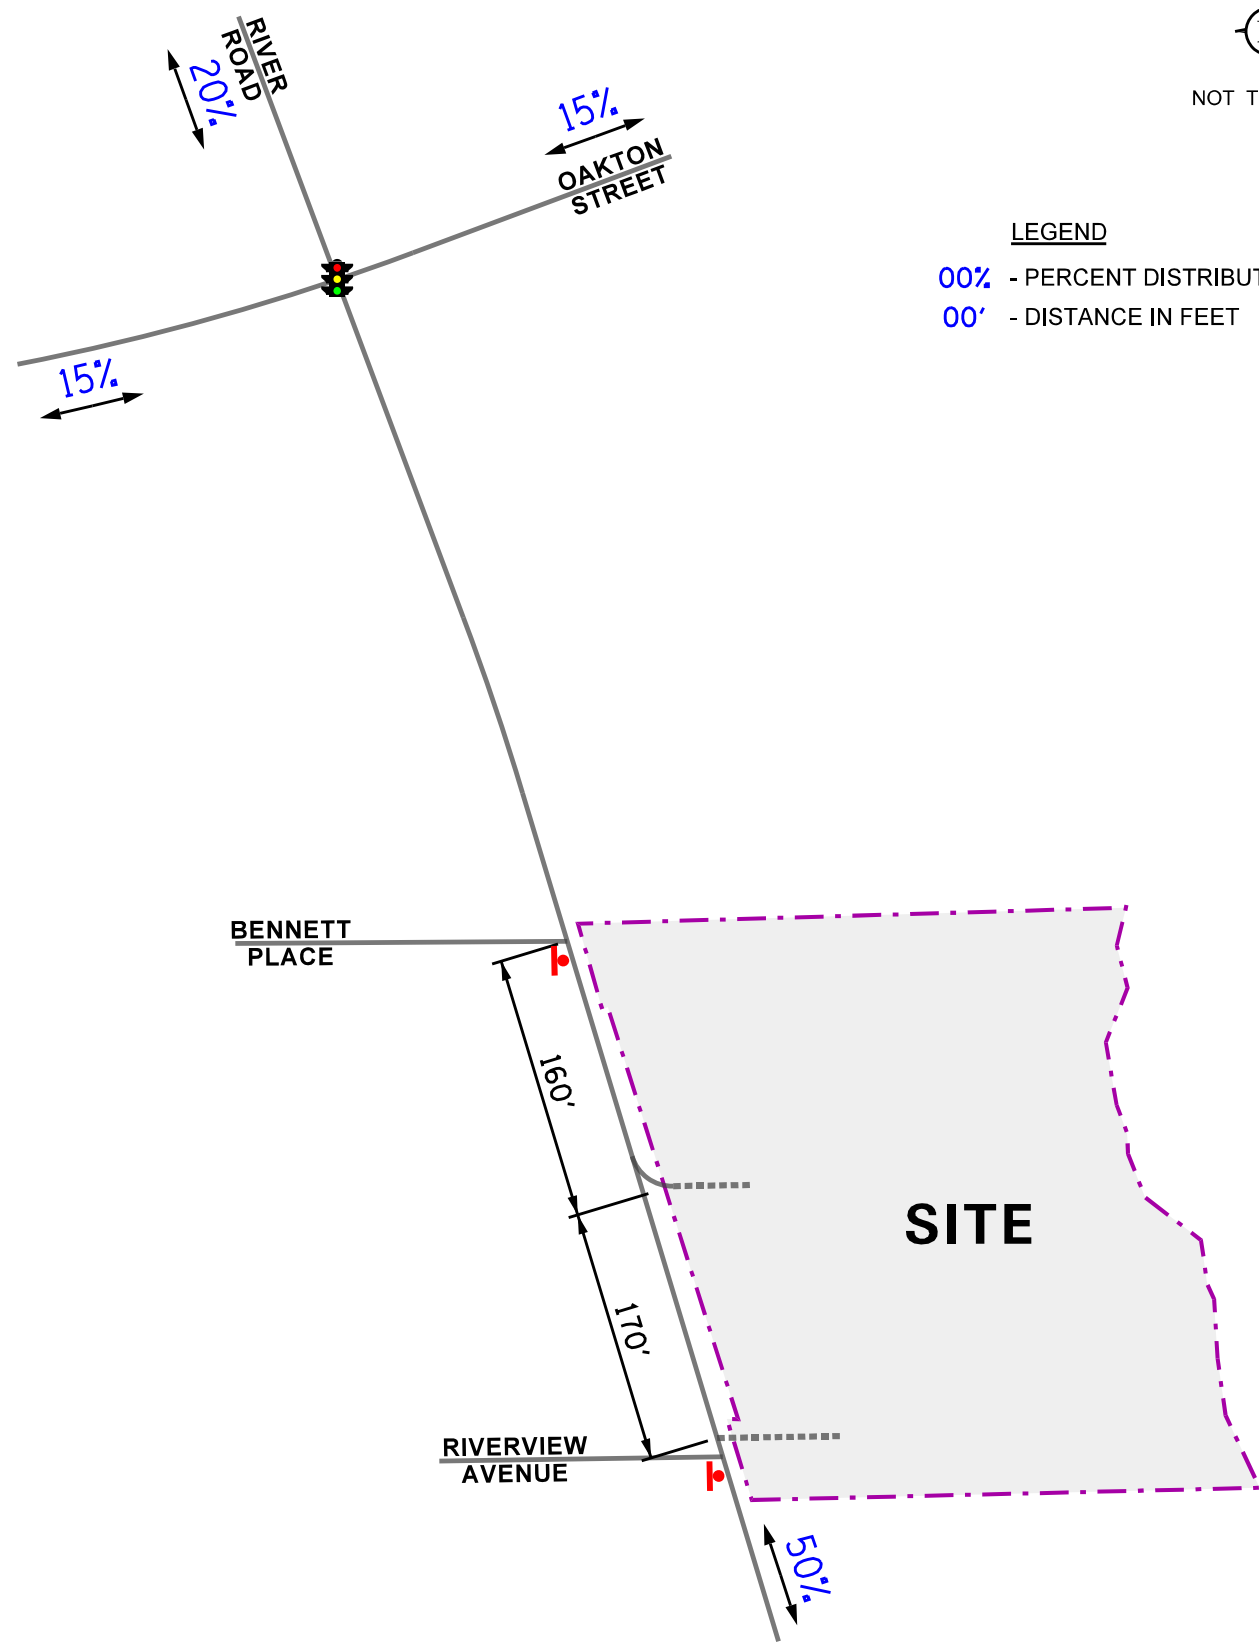 RIVER
ROAD
20%
15%
OAKTON
STREET
NOT T
LEGEND
00% - PERCENT DISTRIBUT
00' - DISTANCE IN FEET
15%
BENNETT
PLACE
160'
SITE
170'
RIVERVIEW
AVENUE
50%